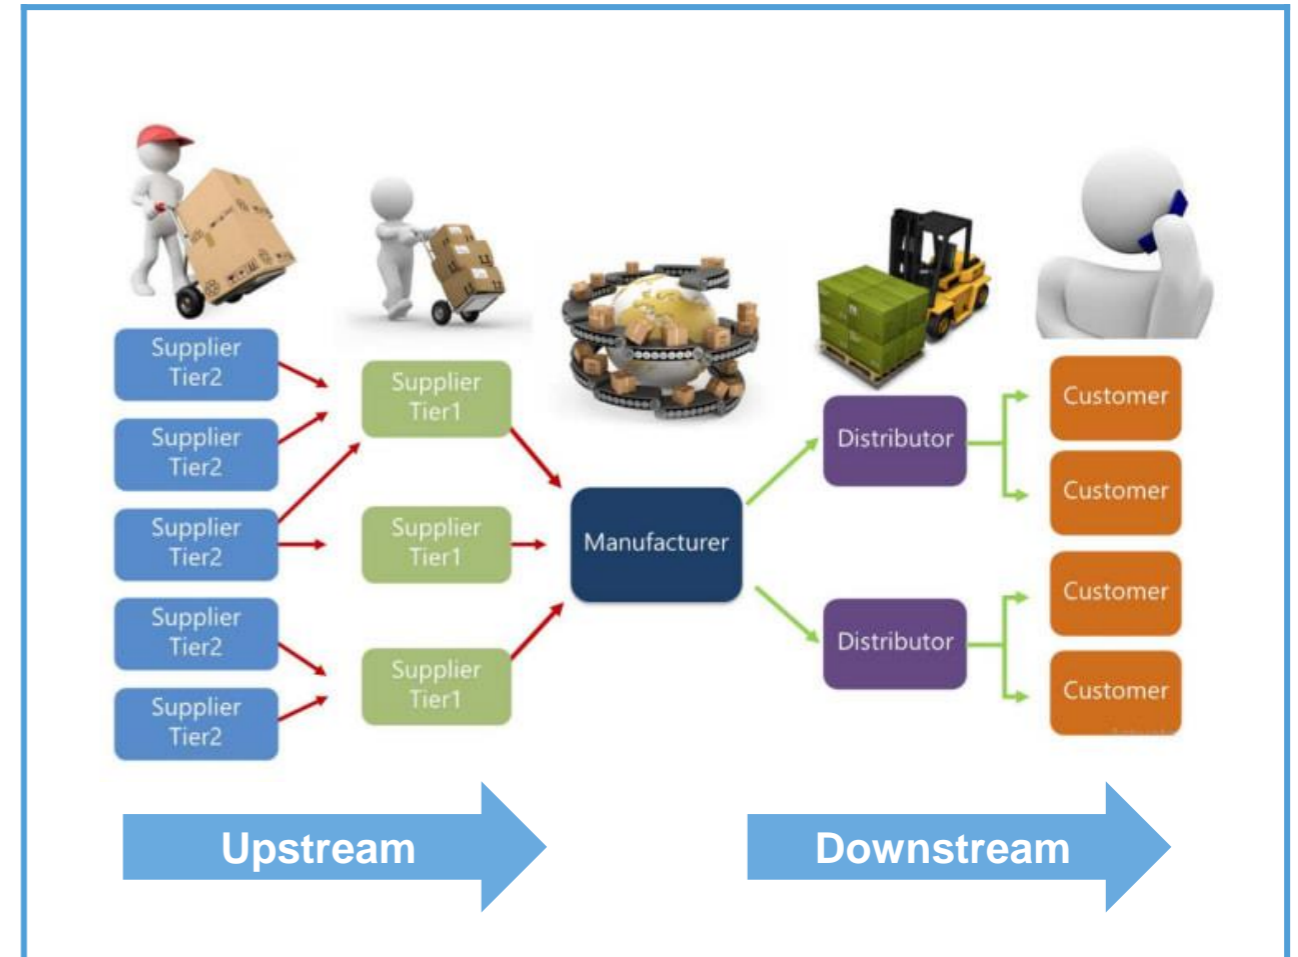 Supplier
Tier2
Supplier
Tier2
Supplier
Tier2
Supplier
Tier2
Supplier
Tier2
Supplier
Tier1
Supplier
Tier1
Supplier
Tier1
Manufacturer
Distributor
Distributor
Customer
Customer
Customer
Customer
Upstream
Downstream